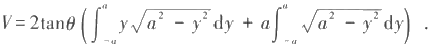 V = 2tanθ ( ∫_{-a}^{a} y √(a² − y²) dy + a ∫_{-a}^{a} √(a² − y²) dy ) .